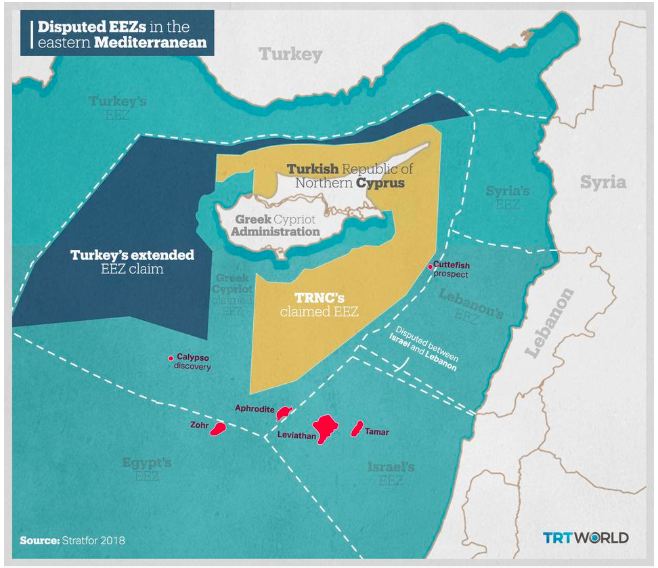 Disputed EEZs in the
eastern Mediterranean
Turkey
Turkey's
EEZ
Turkish Republic of
Northern Cyprus
Syria's
EEZ
Syria
Greek Cypriot
Administration
Turkey's extended
EEZ claim
Greek
Cypriot
claimed
EEZ
TRNC's
claimed EEZ
Cuttefish
prospect
Lebanon's
EEZ
Lebanon
Disputed between
Israel and Lebanon
Calypso
discovery
Aphrodite
Zohr
Leviathan
Tamar
Egypt's
EEZ
Israel's
EEZ
Source: Stratfor 2018
TRT WORLD